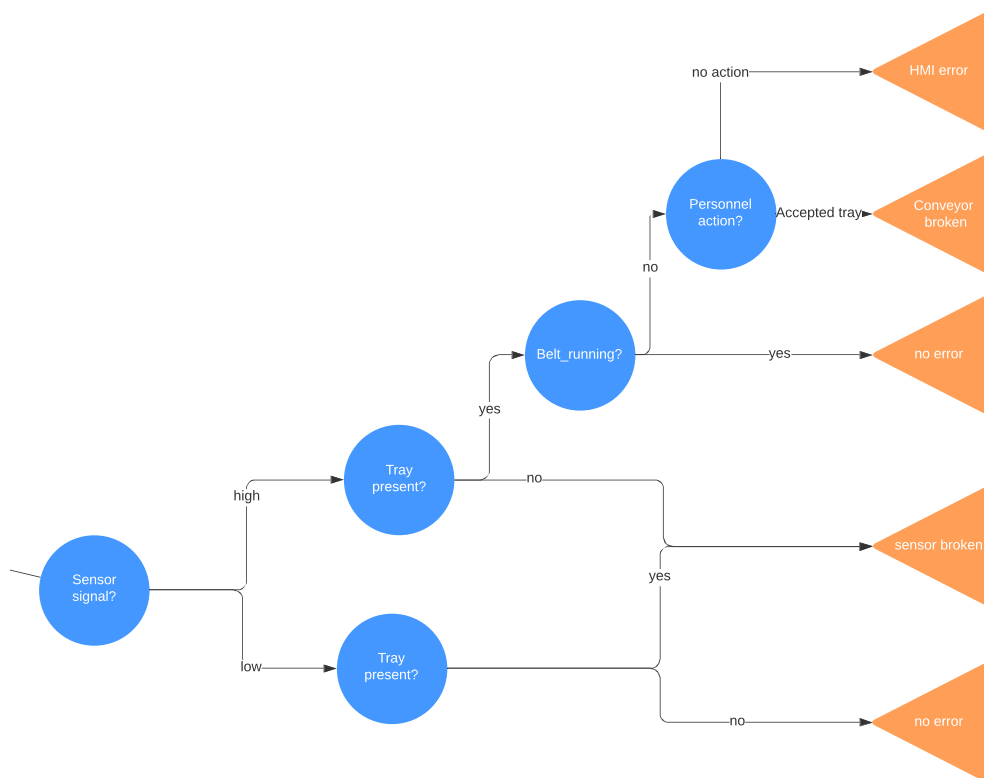 no action
HMI error
Personnel
action?
Accepted tray
Conveyor
broken
no
Belt_running?
yes
no error
yes
Tray
present?
no
high
sensor broken
Sensor
signal?
yes
Tray
present?
low
no
no error